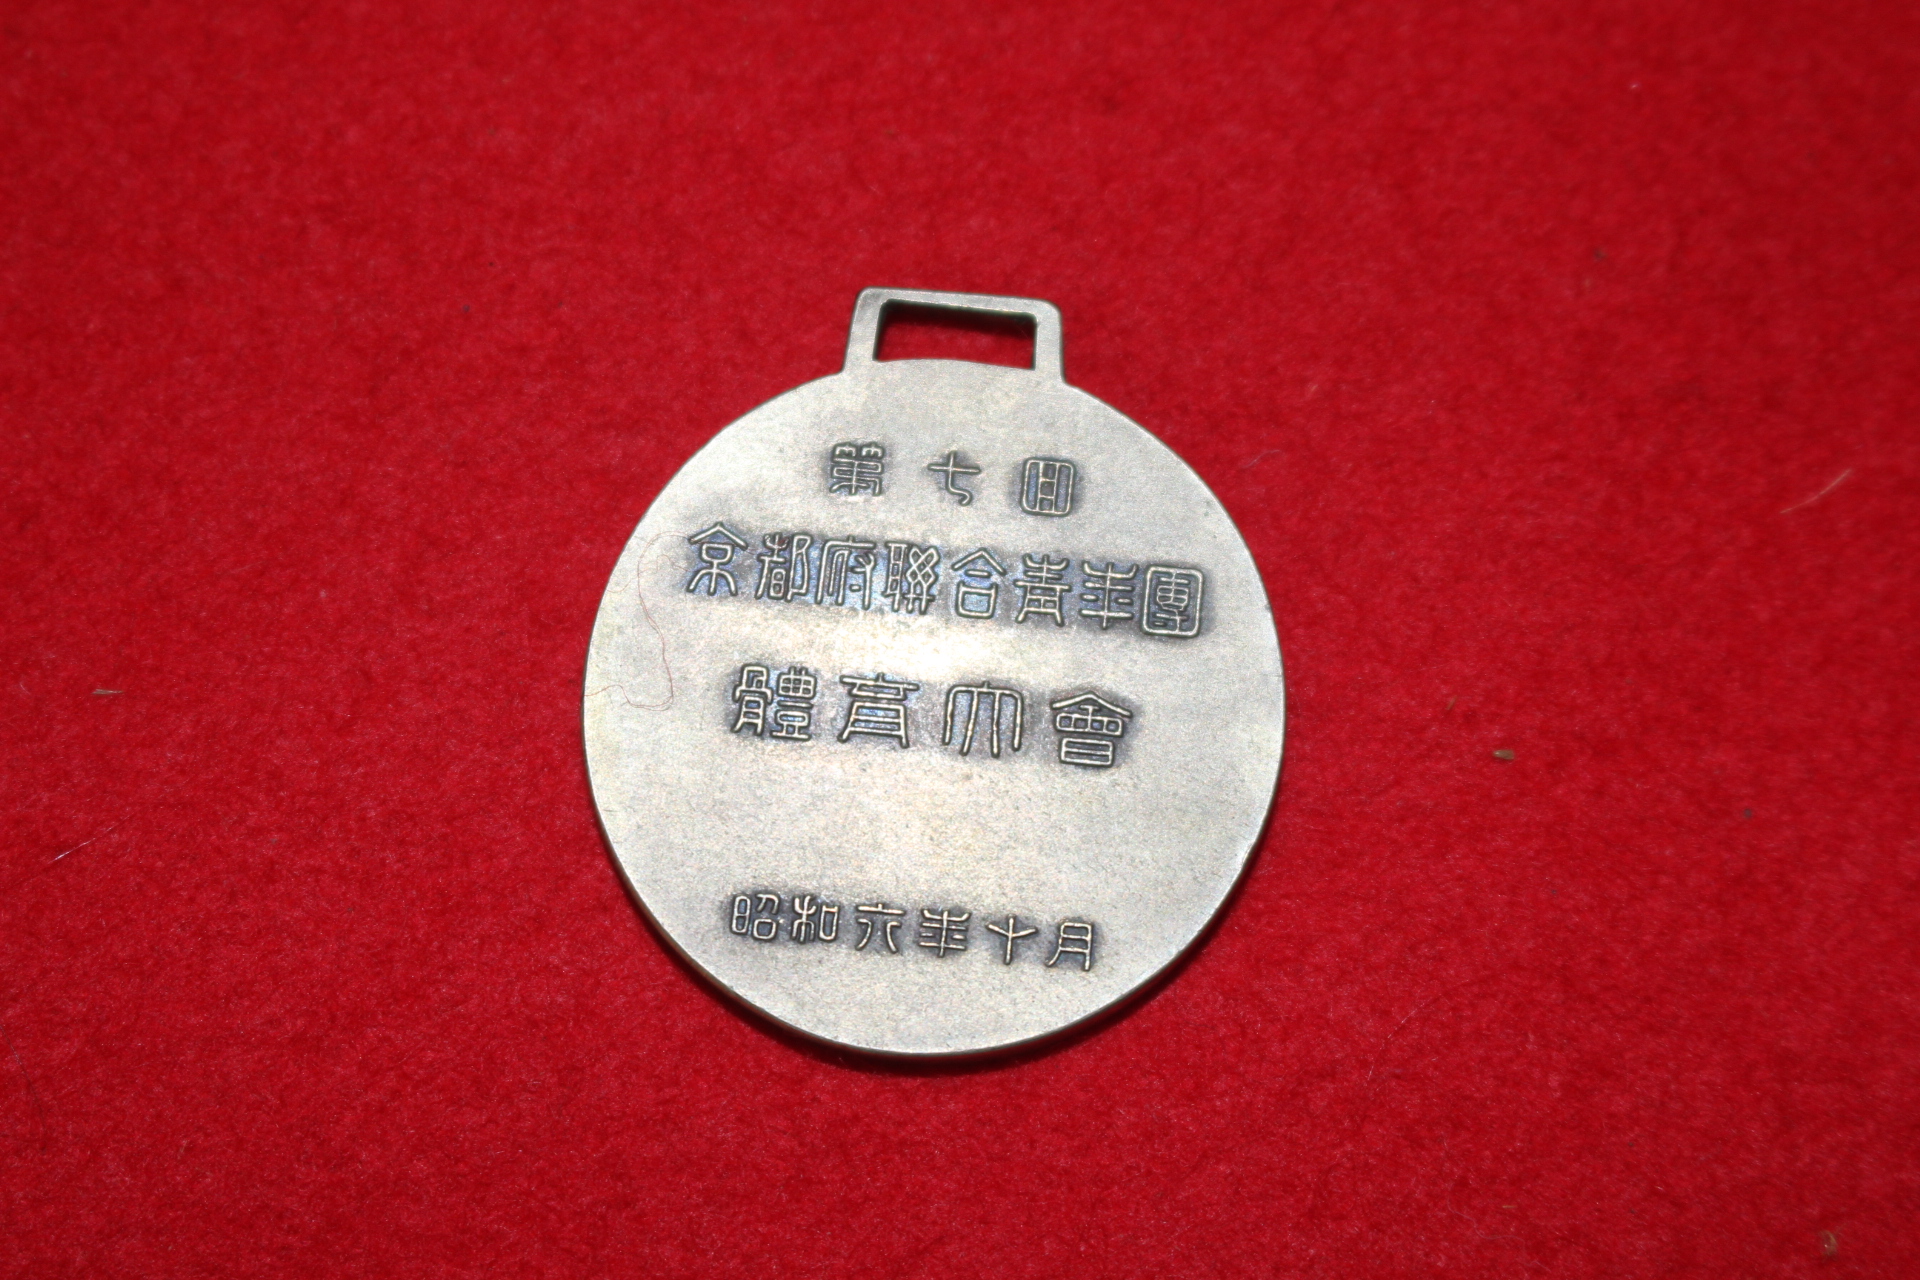 第七回
京都府聯合青年團
體育大會
昭和六年十月